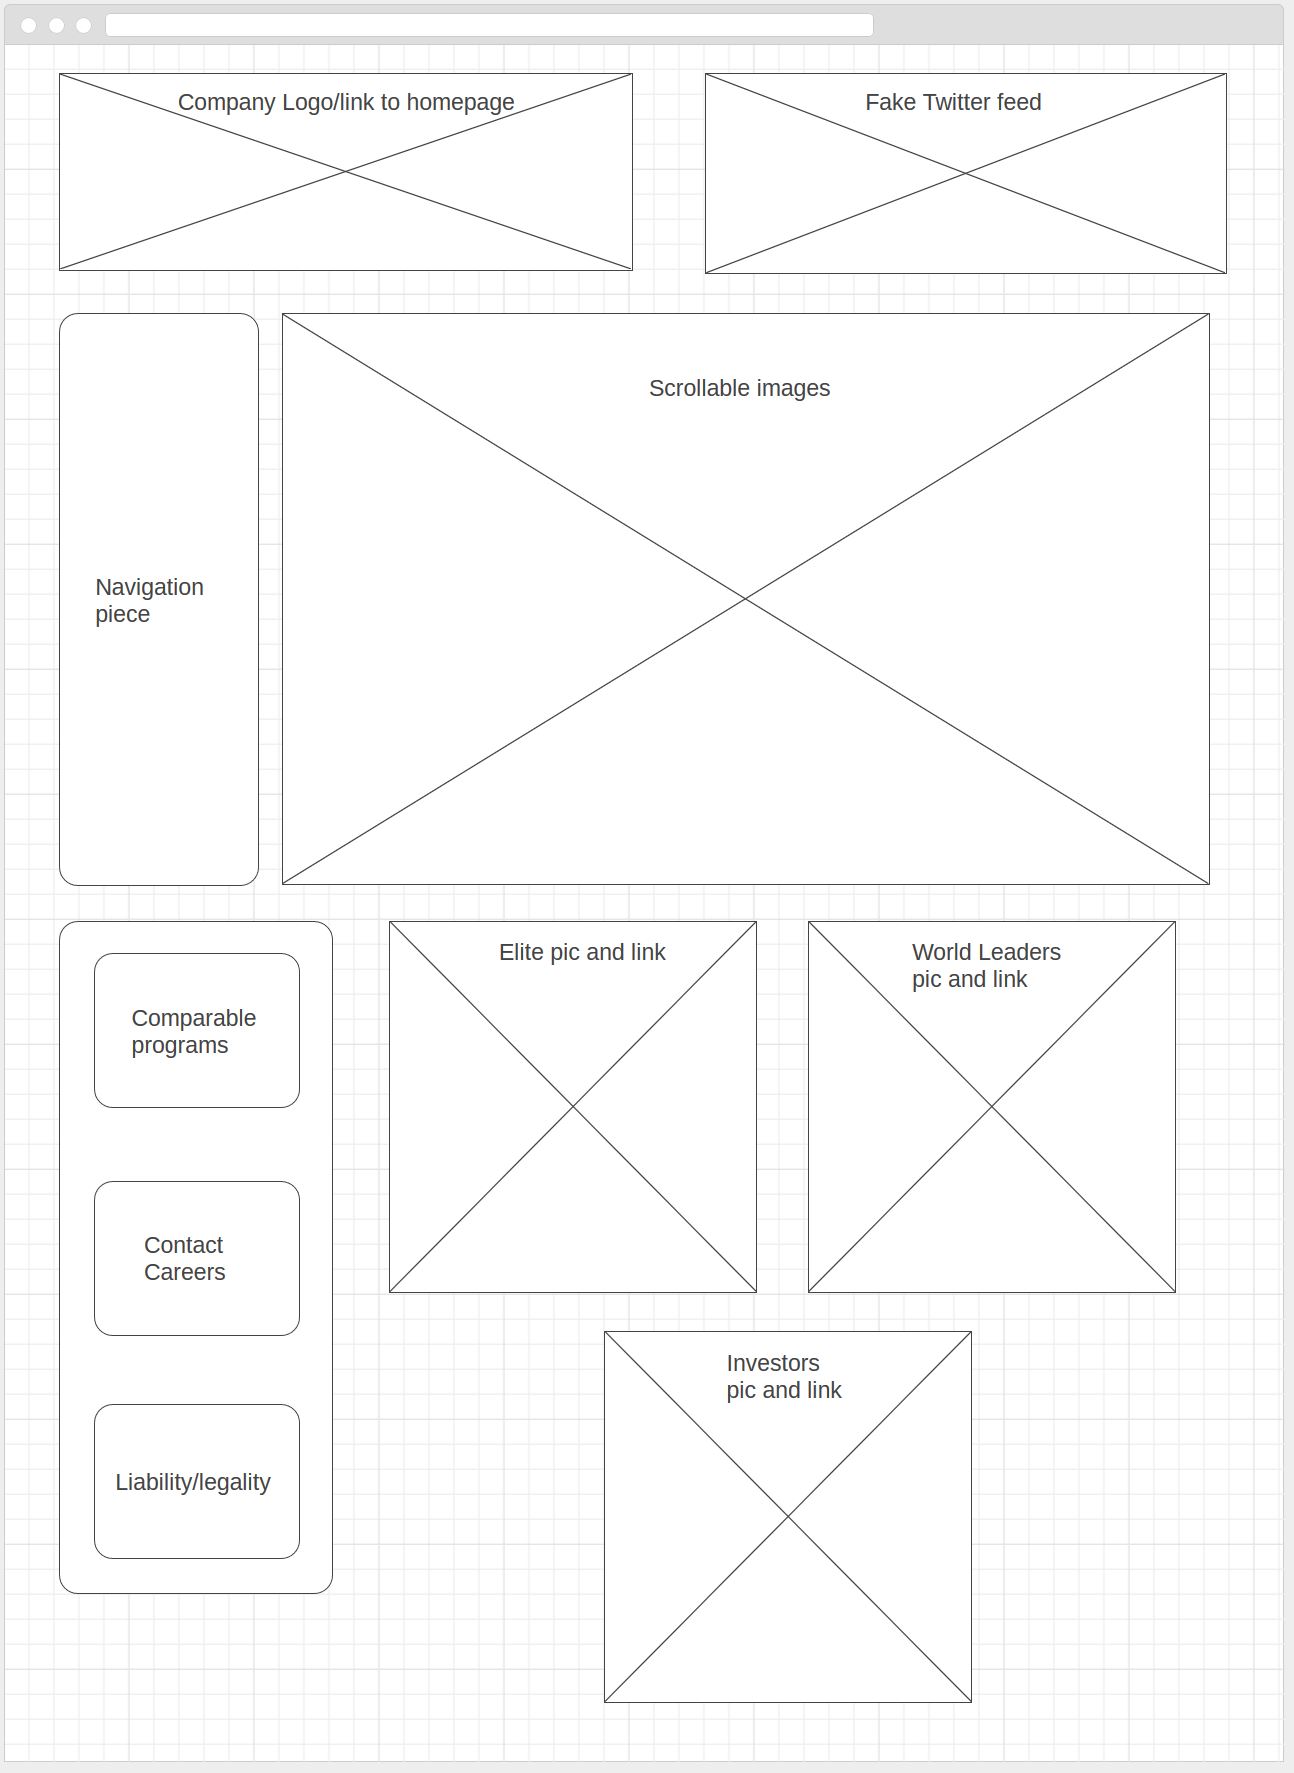 Company Logo/link to homepage
Fake Twitter feed
Navigation
piece
Scrollable images
Comparable
programs
Contact
Careers
Liability/legality
Elite pic and link
World Leaders
pic and link
Investors
pic and link